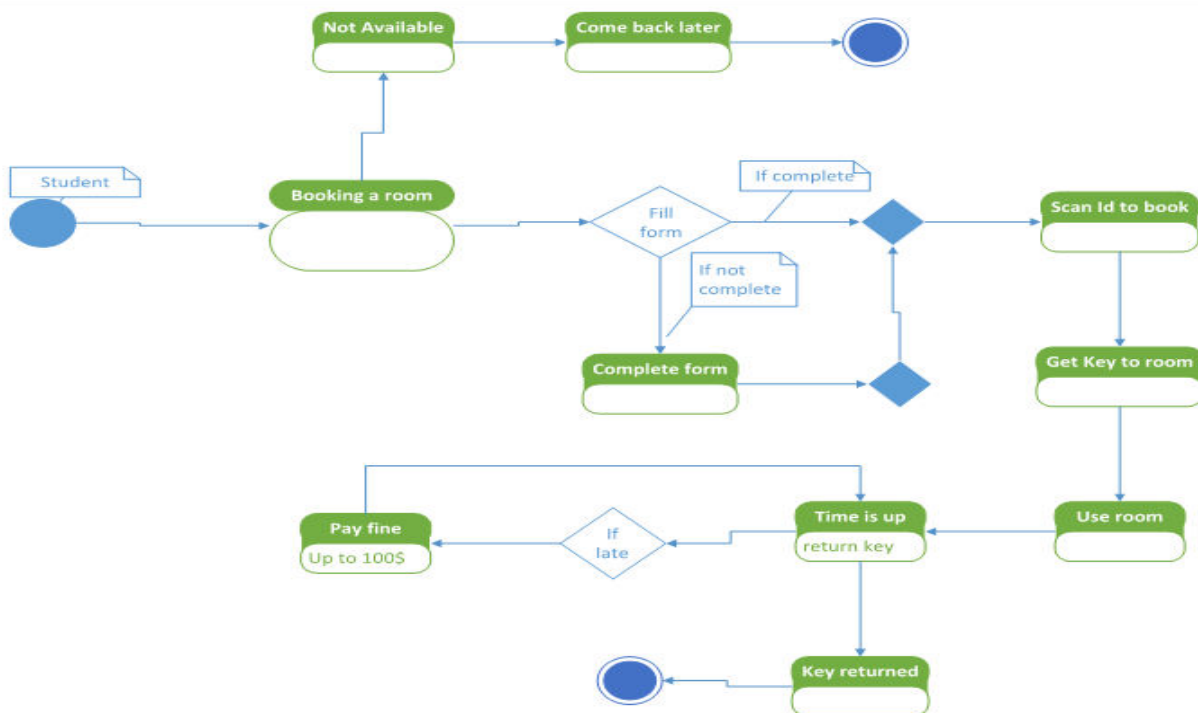 Not Available
Come back later
Student
Booking a room
If complete
Fill
form
Scan Id to book
If not
complete
Complete form
Get Key to room
Pay fine
Up to 100$
If
late
Time is up
return key
Use room
Key returned